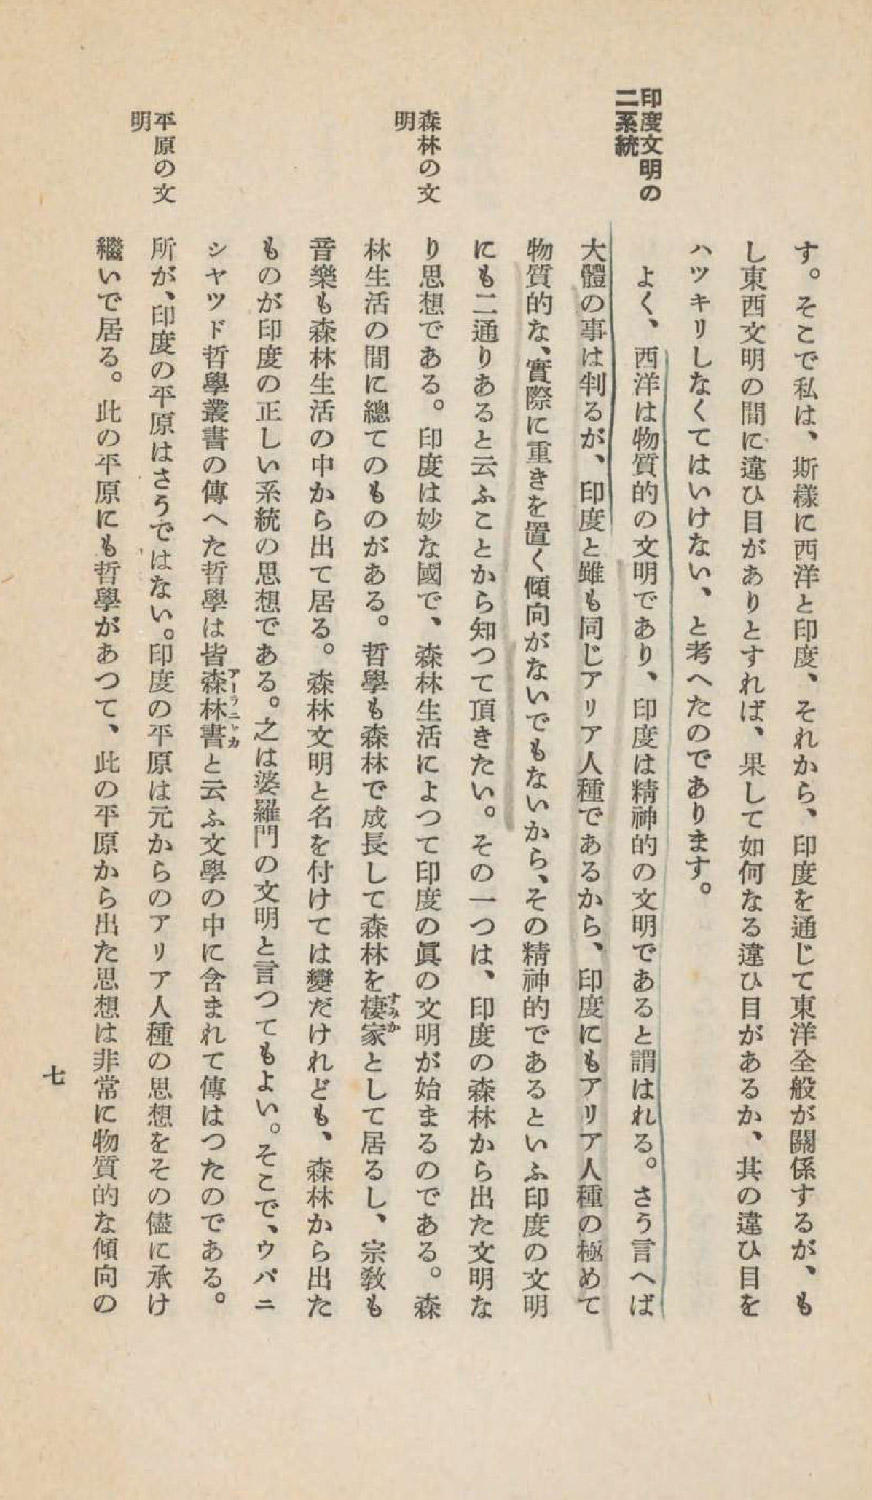 す。そこで私は、斯樣に西洋と印度、それから、印度を通じて東洋全般が關係するが、も
し東西文明の間に違ひ目がありとすれば、果して如何なる違ひ目があるか、其の違ひ目を
ハツキリしなくてはいけない、と考へたのであります。
印度文明の
二系統
よく、西洋は物質的の文明であり、印度は精神的の文明であると謂はれる。さう言へば
大體の事は判るが、印度と雖も同じアリア人種であるから、印度にもアリア人種の極めて
物質的な、實際に重きを置く傾向がないでもないから、その精神的であるといふ印度の文明
にも二通りあると云ふことから知つて頂きたい。その一つは、印度の森林から出た文明な
森林の文
明
り思想である。印度は妙な國で、森林生活によつて印度の眞の文明が始まるのである。森
林生活の間に總てのものがある。哲學も森林で成長して森林を棲家すみかとして居るし、宗敎も
音樂も森林生活の中から出て居る。森林文明と名を付けては變だけれども、森林から出た
ものが印度の正しい系統の思想である。之は婆羅門の文明と言つてもよい。そこで、ウパニ
シヤツド哲學叢書の傳へた哲學は皆森林書アーラニャカと云ふ文學の中に含まれて傳はつたのである。
平原の文
明
所が、印度の平原はさうではない。印度の平原は元からのアリア人種の思想をその儘に承け
繼いで居る。此の平原にも哲學があつて、此の平原から出た思想は非常に物質的な傾向の
七